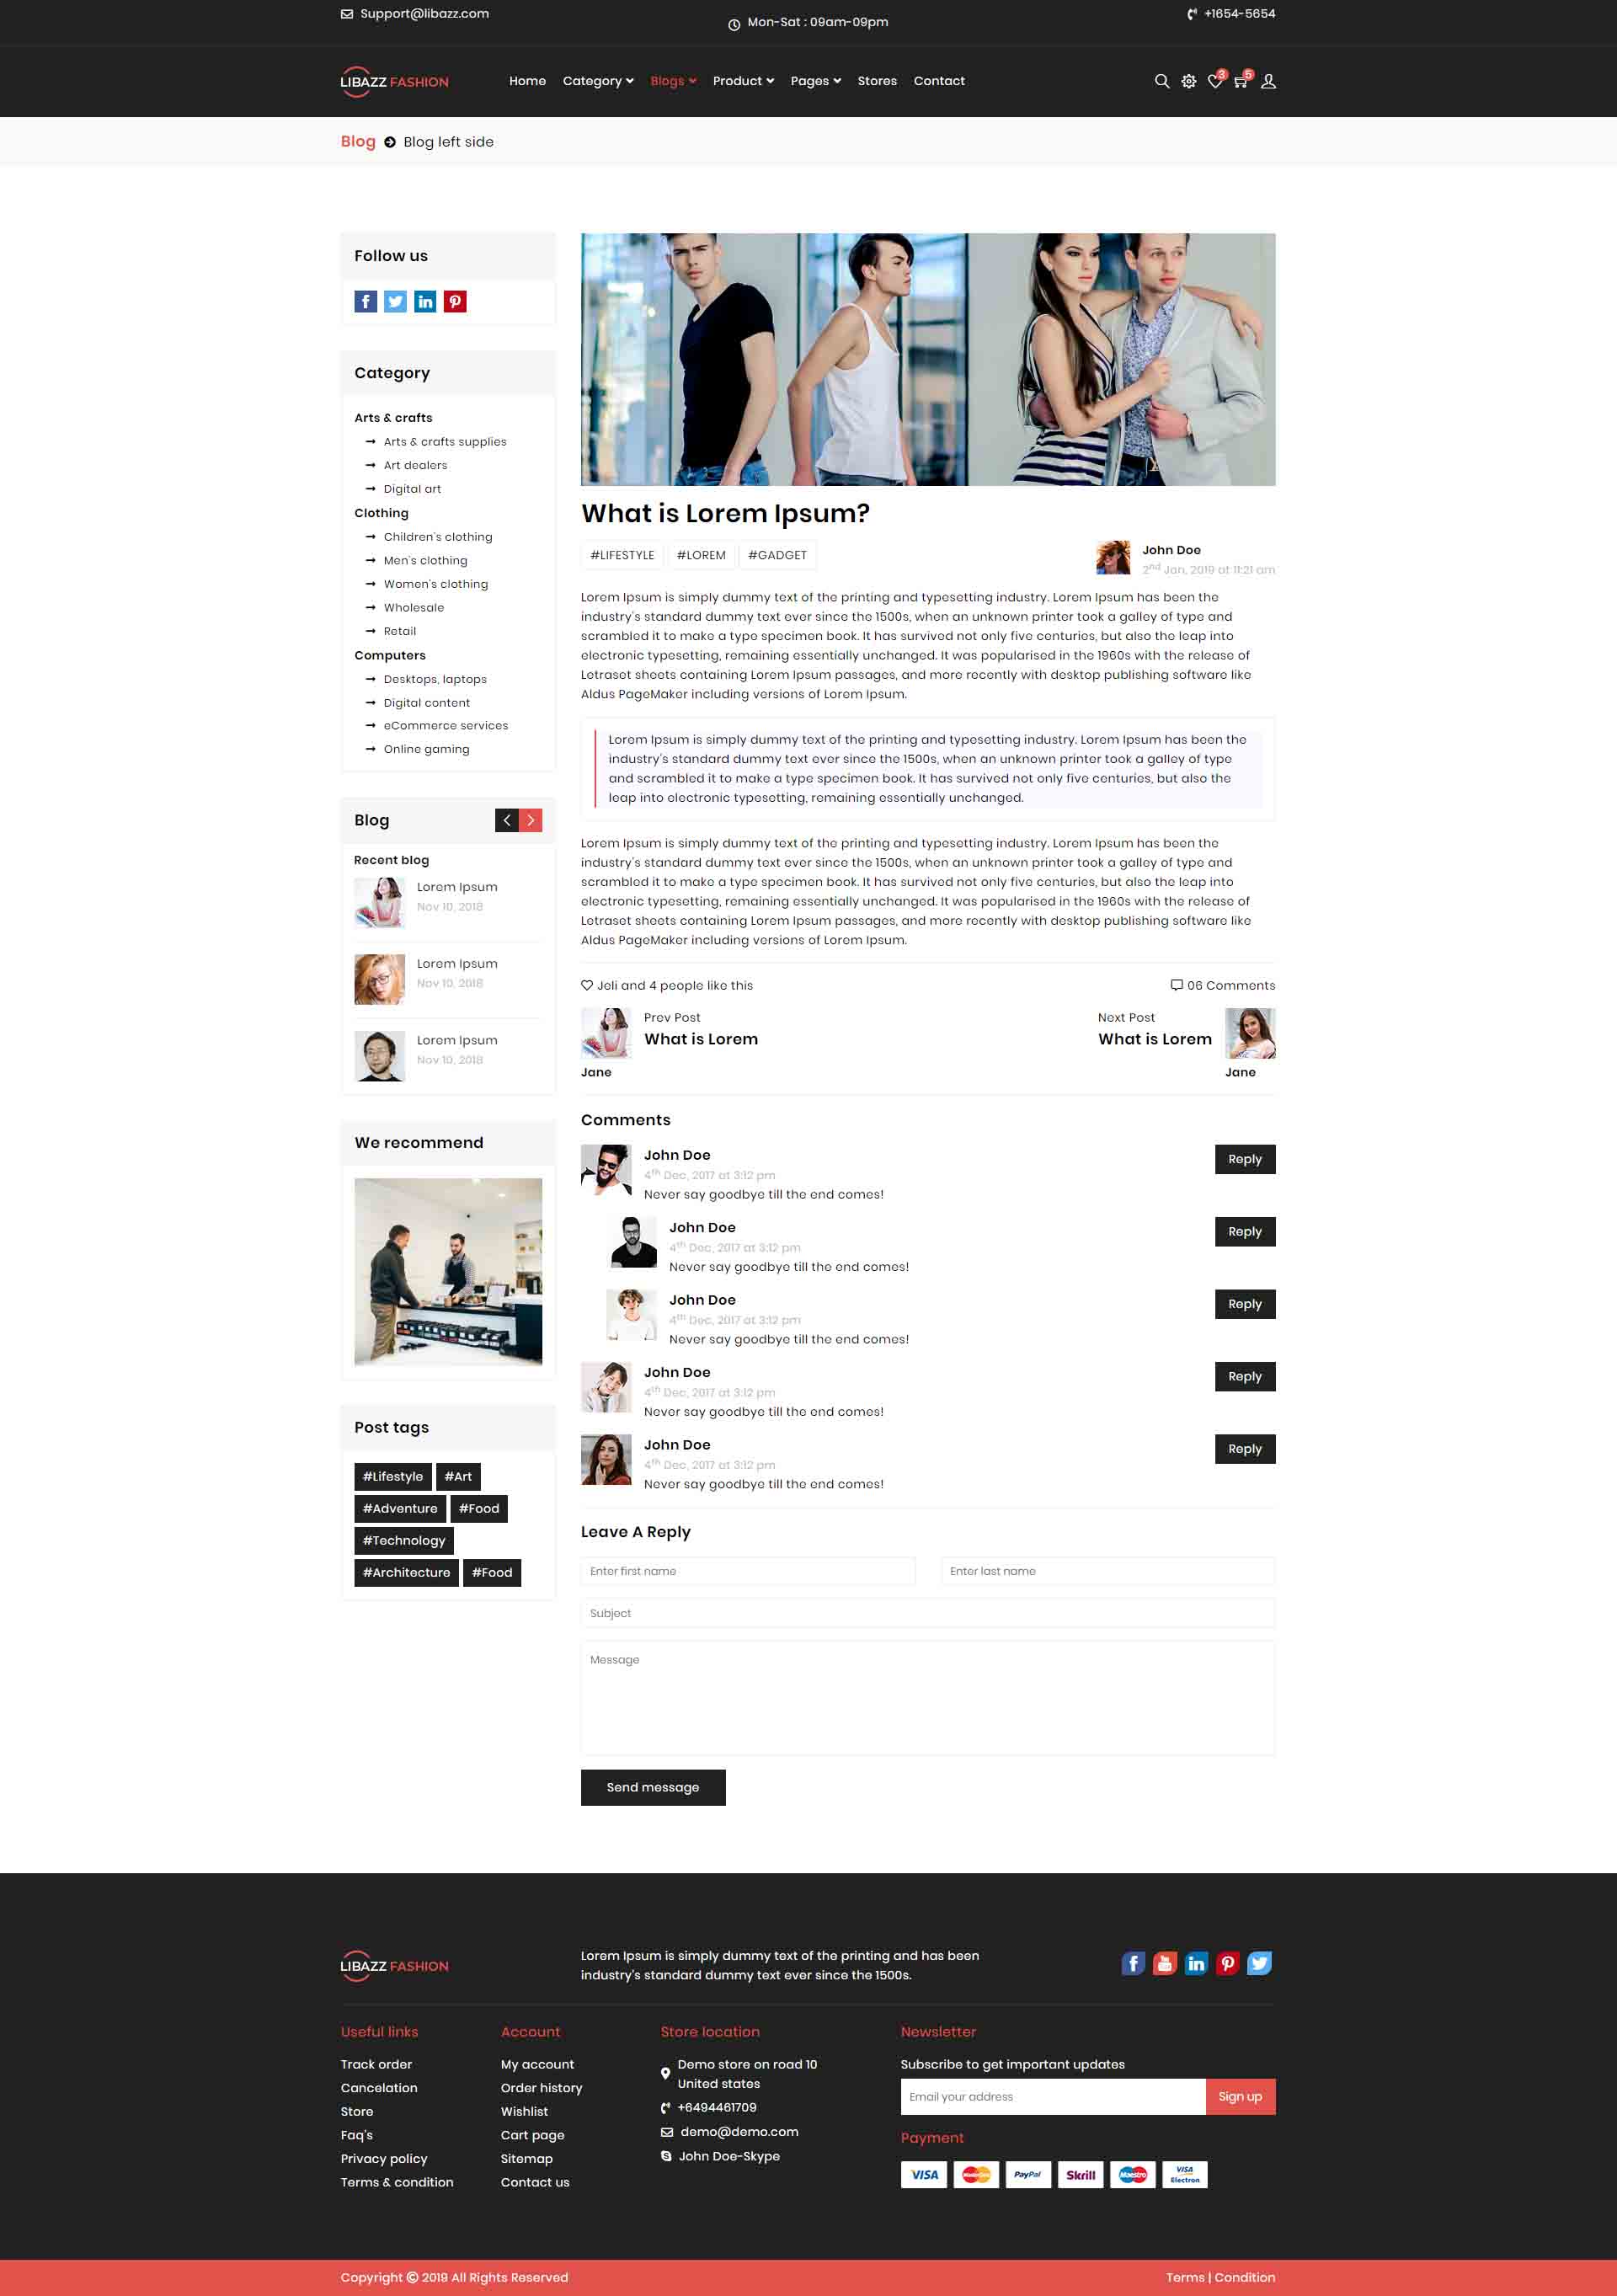 Support@libazz.com
Mon-Sat : 09am-09pm
+1654-5654
LIBAZZ FASHION
Home Category Blogs Product Pages Stores Contact
3 5
Blog Blog left side
Follow us
Category
Arts & crafts
Arts & crafts supplies
Art dealers
Digital art
Clothing
Children's clothing
Men's clothing
Women's clothing
Wholesale
Retail
Computers
Desktops, laptops
Digital content
eCommerce services
Online gaming
Blog
Recent blog
Lorem Ipsum
Nov 10, 2018
Lorem Ipsum
Nov 10, 2018
Lorem Ipsum
Nov 10, 2018
We recommend
Post tags
#Lifestyle #Art
#Adventure #Food
#Technology
#Architecture #Food
What is Lorem Ipsum?
#LIFESTYLE #LOREM #GADGET
John Doe
2nd Jan, 2019 at 11:21 am
Lorem Ipsum is simply dummy text of the printing and typesetting industry. Lorem Ipsum has been the
industry's standard dummy text ever since the 1500s, when an unknown printer took a galley of type and
scrambled it to make a type specimen book. It has survived not only five centuries, but also the leap into
electronic typesetting, remaining essentially unchanged. It was popularised in the 1960s with the release of
Letraset sheets containing Lorem Ipsum passages, and more recently with desktop publishing software like
Aldus PageMaker including versions of Lorem Ipsum.
Lorem Ipsum is simply dummy text of the printing and typesetting industry. Lorem Ipsum has been the
industry's standard dummy text ever since the 1500s, when an unknown printer took a galley of type
and scrambled it to make a type specimen book. It has survived not only five centuries, but also the
leap into electronic typesetting, remaining essentially unchanged.
Lorem Ipsum is simply dummy text of the printing and typesetting industry. Lorem Ipsum has been the
industry's standard dummy text ever since the 1500s, when an unknown printer took a galley of type and
scrambled it to make a type specimen book. It has survived not only five centuries, but also the leap into
electronic typesetting, remaining essentially unchanged. It was popularised in the 1960s with the release of
Letraset sheets containing Lorem Ipsum passages, and more recently with desktop publishing software like
Aldus PageMaker including versions of Lorem Ipsum.
Jeli and 4 people like this
06 Comments
Prev Post
What is Lorem
Jane
Next Post
What is Lorem
Jane
Comments
John Doe
4th Dec, 2017 at 3:12 pm
Never say goodbye till the end comes!
Reply
John Doe
4th Dec, 2017 at 3:12 pm
Never say goodbye till the end comes!
Reply
John Doe
4th Dec, 2017 at 3:12 pm
Never say goodbye till the end comes!
Reply
John Doe
4th Dec, 2017 at 3:12 pm
Never say goodbye till the end comes!
Reply
John Doe
4th Dec, 2017 at 3:12 pm
Never say goodbye till the end comes!
Reply
Leave A Reply
Enter first name
Enter last name
Subject
Message
Send message
LIBAZZ FASHION
Lorem Ipsum is simply dummy text of the printing and has been
industry's standard dummy text ever since the 1500s.
Useful links
Track order
Cancelation
Store
Faq's
Privacy policy
Terms & condition
Account
My account
Order history
Wishlist
Cart page
Sitemap
Contact us
Store location
Demo store on road 10
United states
+6494461709
demo@demo.com
John Doe-Skype
Newsletter
Subscribe to get important updates
Email your address
Sign up
Payment
VISA MasterCard PayPal Skrill Maestro VISA Electron
Copyright © 2019 All Rights Reserved
Terms | Condition